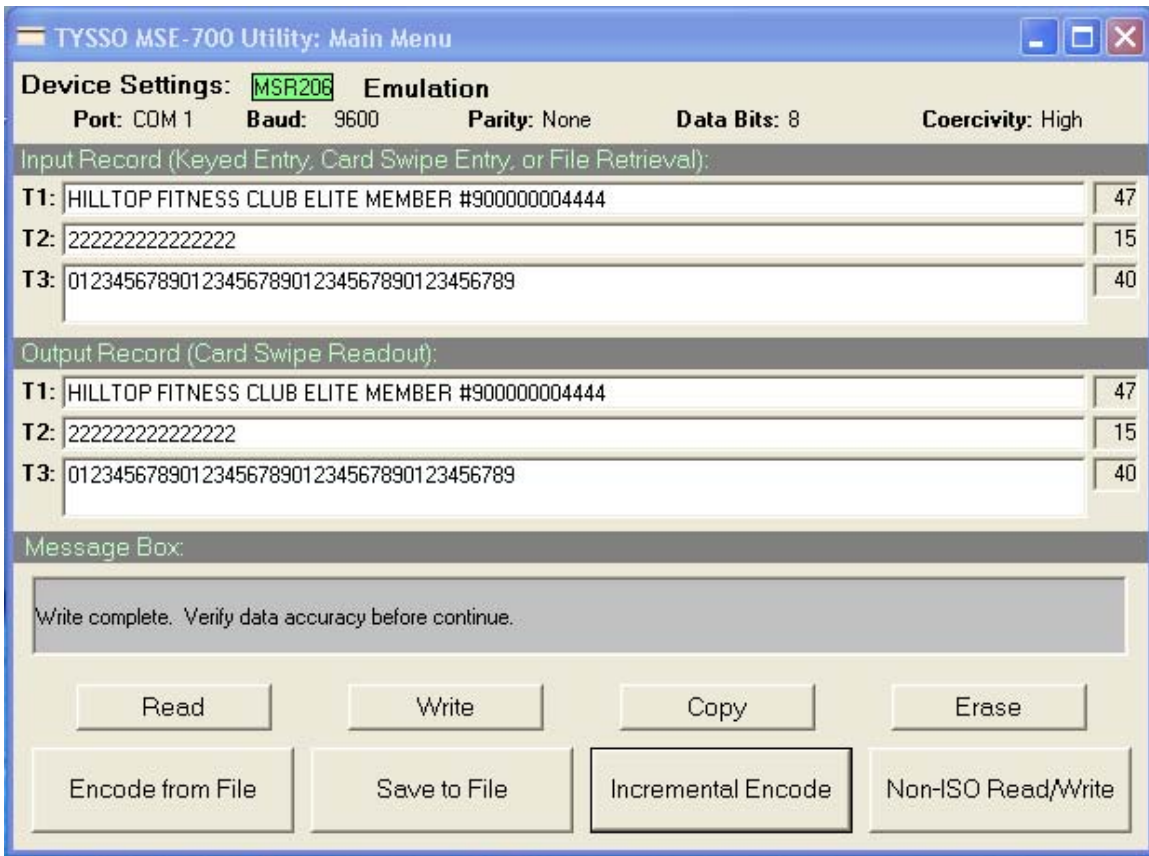 TYSSO MSE-700 Utility: Main Menu
Device Settings: MSR206 Emulation
Port: COM 1 Baud: 9600 Parity: None Data Bits: 8 Coercivity: High
Input Record (Keyed Entry, Card Swipe Entry, or File Retrieval):
T1: HILLTOP FITNESS CLUB ELITE MEMBER #900000004444 47
T2: 222222222222222 15
T3: 0123456789012345678901234567890123456789 40
Output Record (Card Swipe Readout):
T1: HILLTOP FITNESS CLUB ELITE MEMBER #900000004444 47
T2: 222222222222222 15
T3: 0123456789012345678901234567890123456789 40
Message Box:
Write complete. Verify data accuracy before continue.
Read Write Copy Erase
Encode from File Save to File Incremental Encode Non-ISO Read/Write